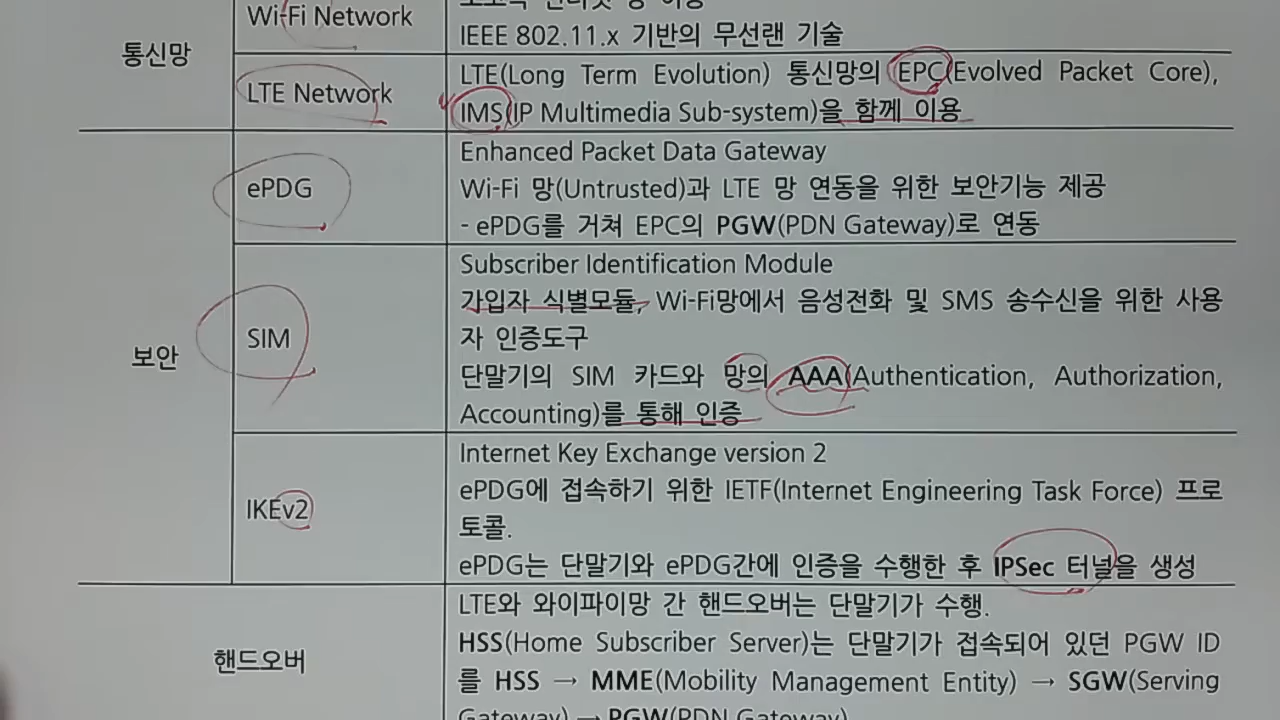 Wi-Fi Network
IEEE 802.11.x 기반의 무선랜 기술
통신망
LTE Network
LTE(Long Term Evolution) 통신망의 EPC(Evolved Packet Core),
IMS(IP Multimedia Sub-system)을 함께 이용
ePDG
Enhanced Packet Data Gateway
Wi-Fi 망(Untrusted)과 LTE 망 연동을 위한 보안기능 제공
- ePDG를 거쳐 EPC의 PGW(PDN Gateway)로 연동
보안
SIM
Subscriber Identification Module
가입자 식별모듈, Wi-Fi망에서 음성전화 및 SMS 송수신을 위한 사용
자 인증도구
단말기의 SIM 카드와 망의 AAA(Authentication, Authorization,
Accounting)를 통해 인증
IKEv2
Internet Key Exchange version 2
ePDG에 접속하기 위한 IETF(Internet Engineering Task Force) 프로
토콜.
ePDG는 단말기와 ePDG간에 인증을 수행한 후 IPSec 터널을 생성
핸드오버
LTE와 와이파이망 간 핸드오버는 단말기가 수행.
HSS(Home Subscriber Server)는 단말기가 접속되어 있던 PGW ID
를 HSS → MME(Mobility Management Entity) → SGW(Serving
Gateway) → PGW(PDN Gateway)